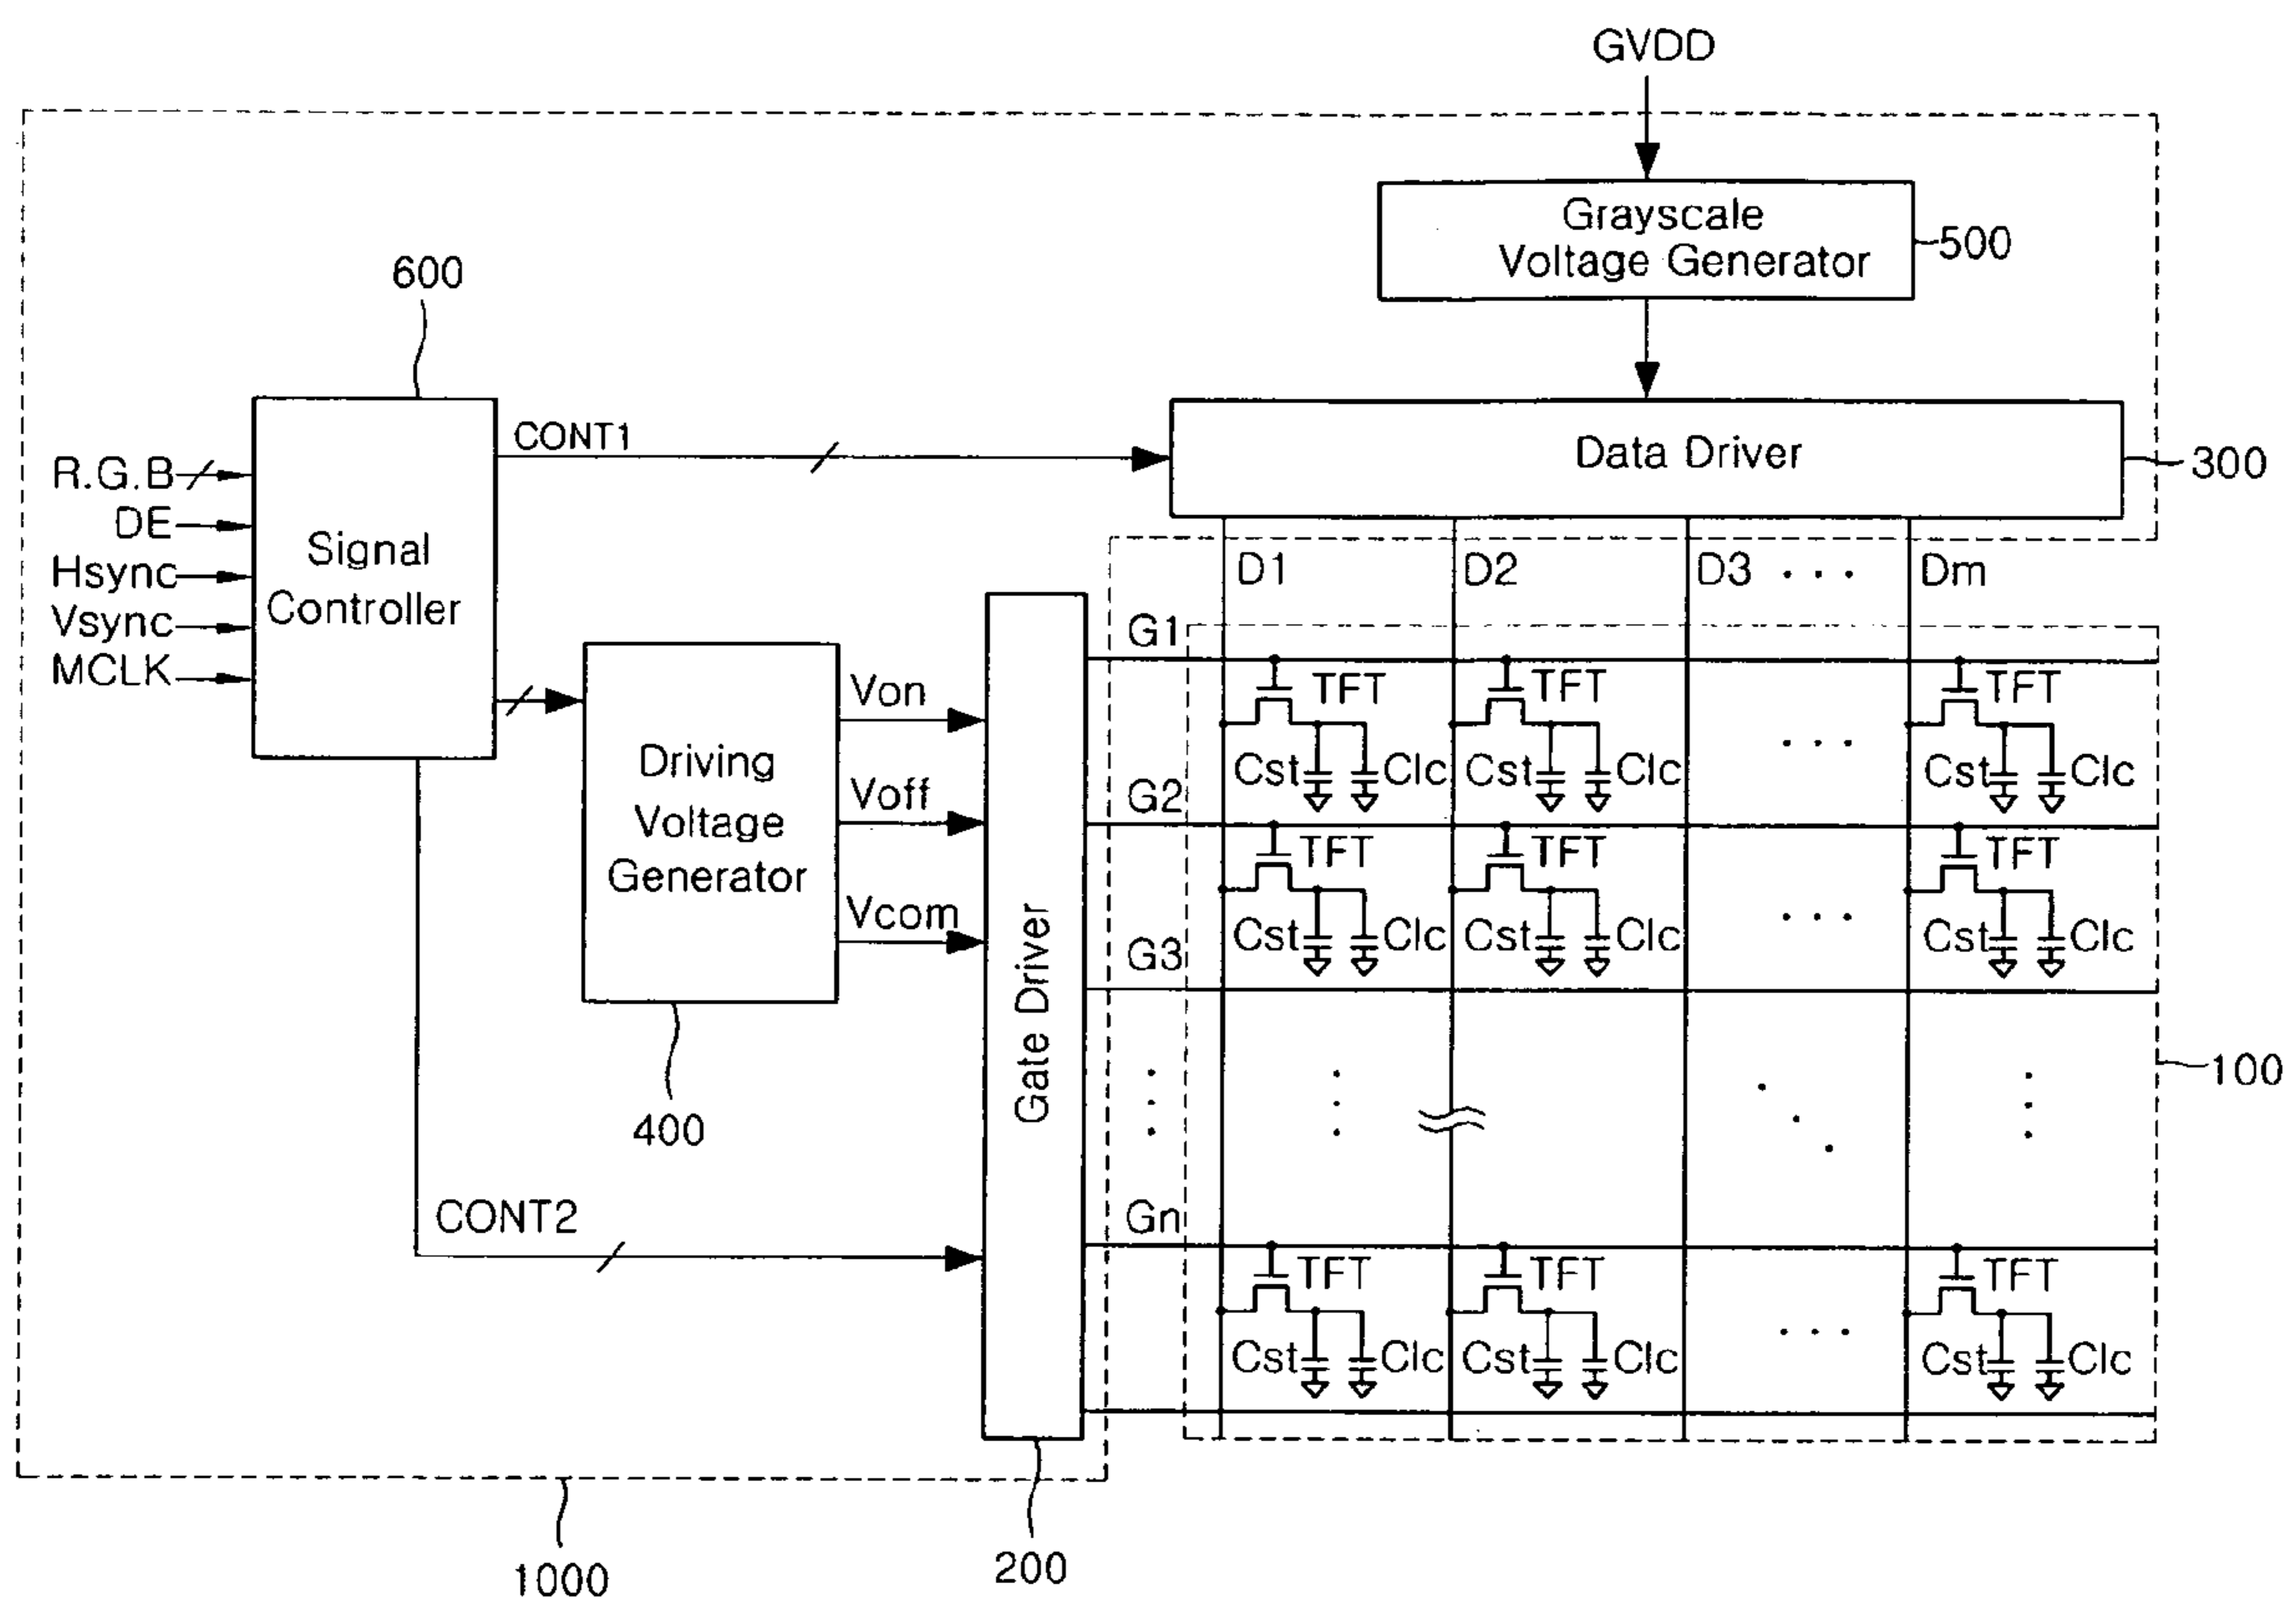 GVDD
Grayscale
Voltage Generator
500
600
CONT1
Data Driver
300
R.G.B
DE
Hsync
Vsync
MCLK
Signal
Controller
D1
D2
D3 ···
Dm
G1
Driving
Voltage
Generator
Von
Voff
Vcom
400
Gate Driver
TFT
TFT
TFT
Cst
Clc
Cst
Clc
···
Cst
Clc
G2
TFT
TFT
TFT
Cst
Clc
Cst
Clc
···
Cst
Clc
G3
100
CONT2
Gn
TFT
TFT
TFT
Cst
Clc
Cst
Clc
···
Cst
Clc
1000
200